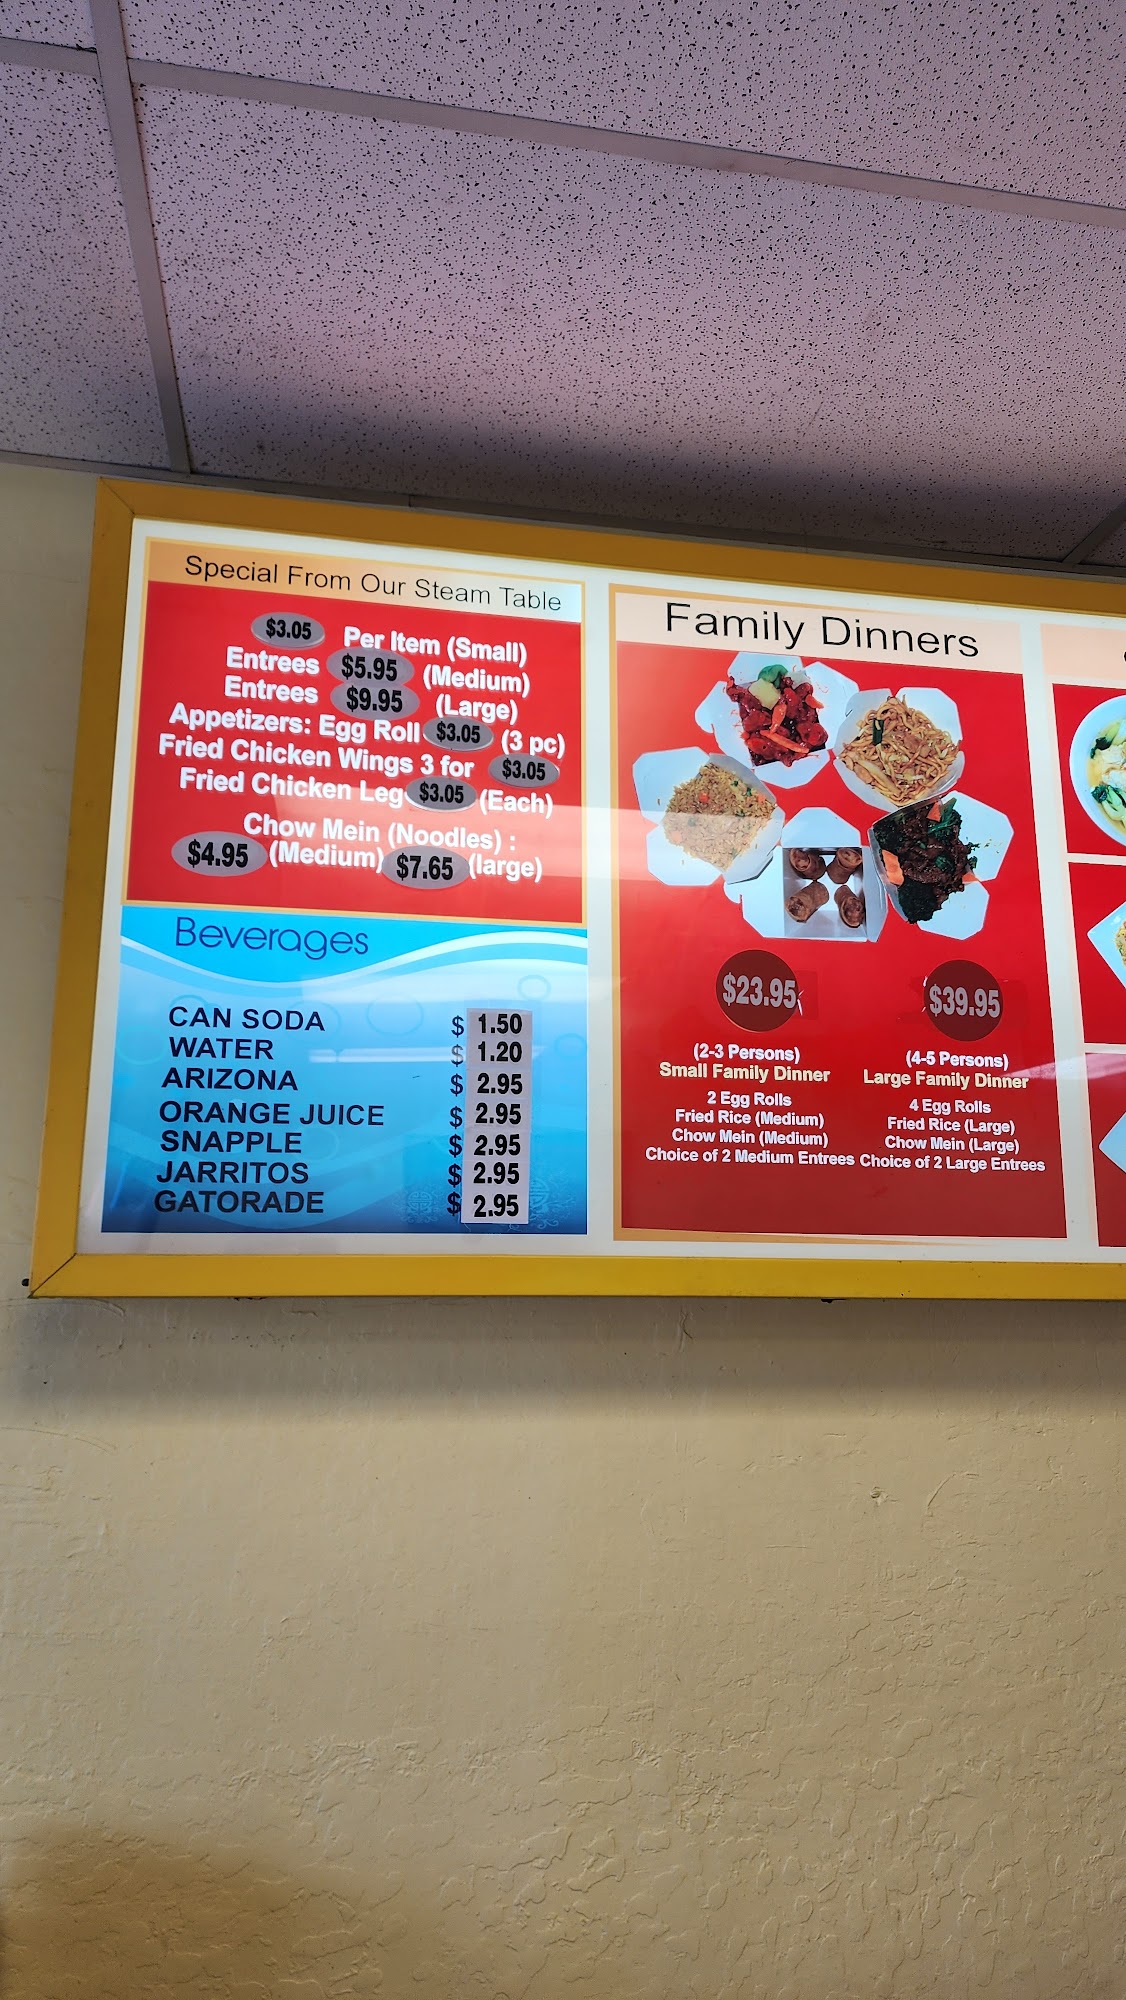 Special From Our Steam Table
$3.05 Per Item (Small)
Entrees $5.95 (Medium)
Entrees $9.95 (Large)
Appetizers: Egg Roll $3.05 (3 pc)
Fried Chicken Wings 3 for $3.05
Fried Chicken Leg $3.05 (Each)
Chow Mein (Noodles) :
$4.95 (Medium) $7.65 (large)
Beverages
CAN SODA $ 1.50
WATER $ 1.20
ARIZONA $ 2.95
ORANGE JUICE $ 2.95
SNAPPLE $ 2.95
JARRITOS $ 2.95
GATORADE $ 2.95
Family Dinners
$23.95
(2-3 Persons)
Small Family Dinner
2 Egg Rolls
Fried Rice (Medium)
Chow Mein (Medium)
Choice of 2 Medium Entrees
$39.95
(4-5 Persons)
Large Family Dinner
4 Egg Rolls
Fried Rice (Large)
Chow Mein (Large)
Choice of 2 Large Entrees